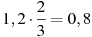 1,2 · 2/3 = 0,8